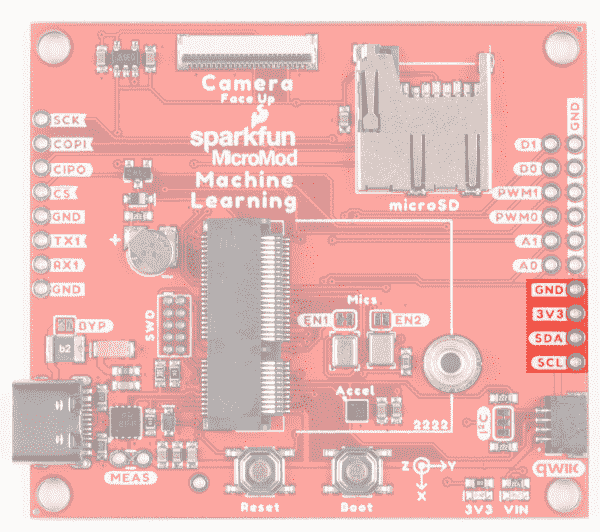 Camera
Face Up
sparkfun
MicroMod
Machine
Learning
microSD
SCK
COPI
CIPO
CS
GND
TX1
RX1
GND
GND
D1
D0
PWM1
PWM0
A1
A0
GND
3V3
SDA
SCL
BYP
b2
SWD
Mics
EN1
EN2
Accel
2222
I²C
qwiic
MEAS
Reset
Boot
Z
Y
X
3V3
VIN